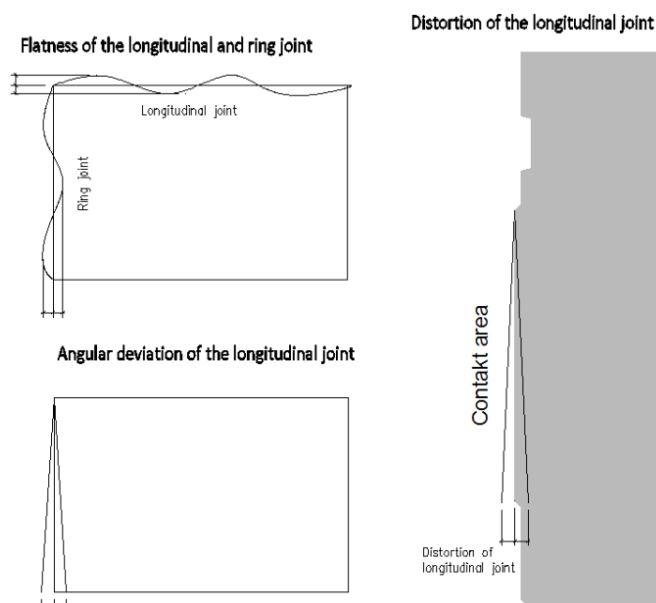 Flatness of the longitudinal and ring joint
Longitudinal joint
Ring joint
Angular deviation of the longitudinal joint
Distortion of the longitudinal joint
Contakt area
Distortion of
longitudinal joint